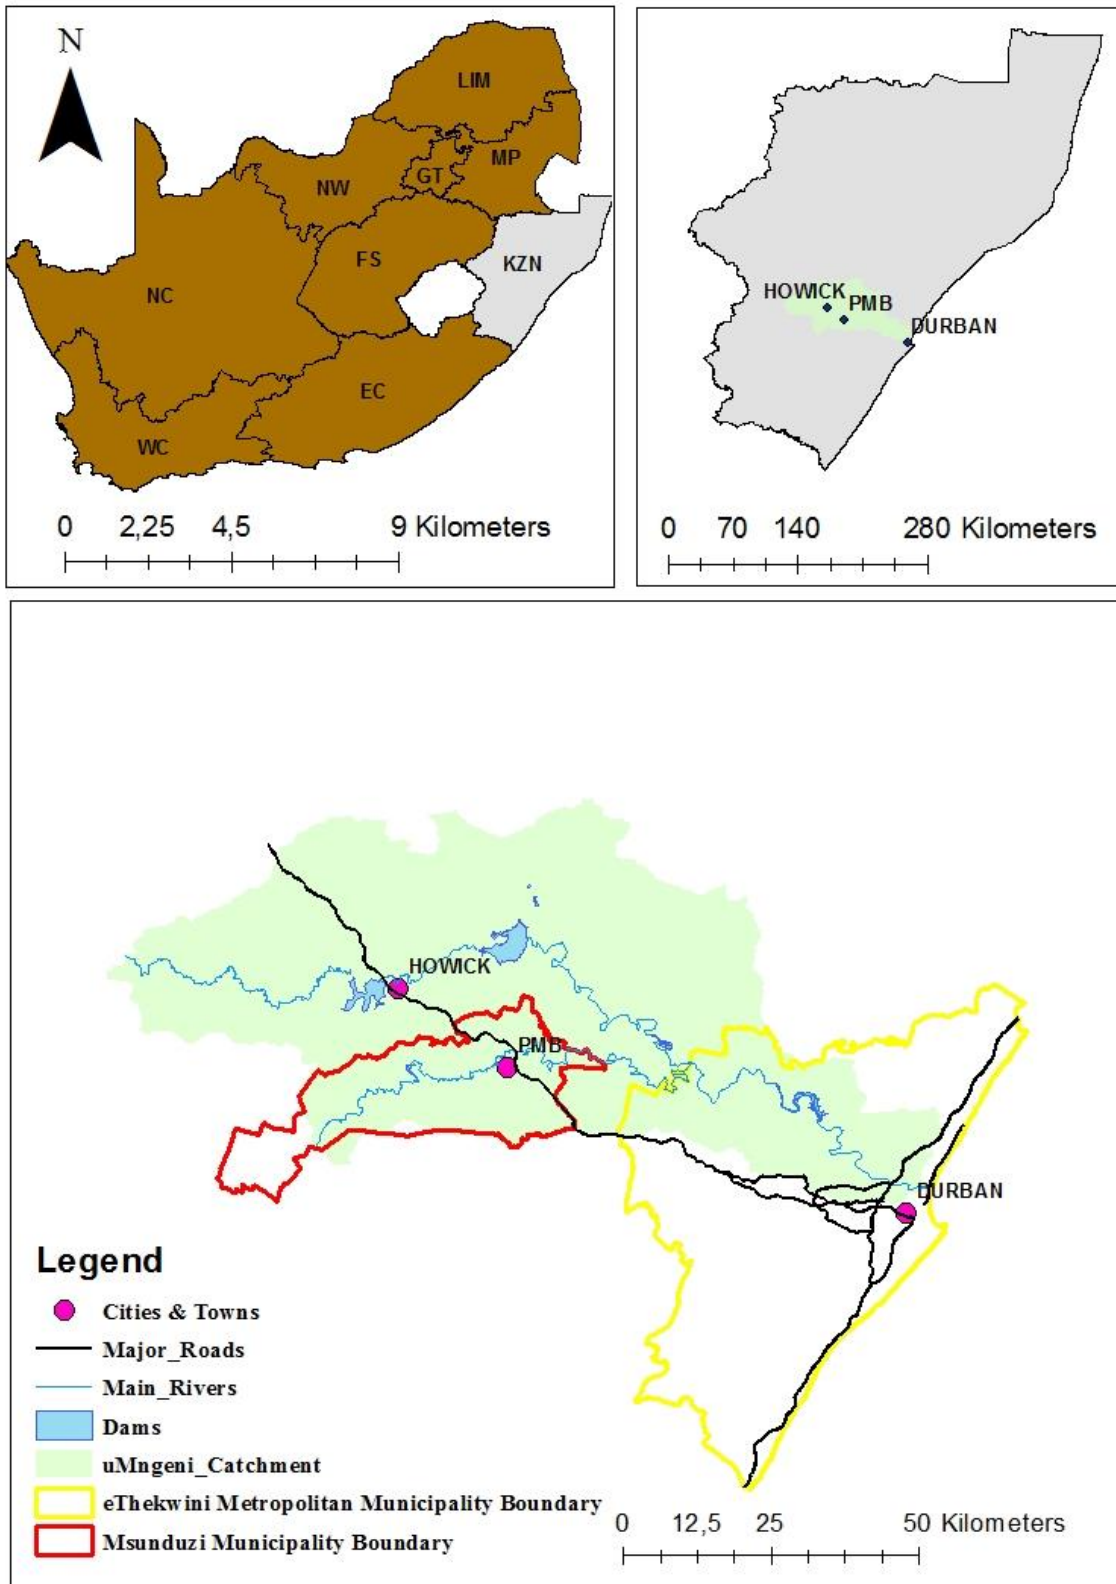 N
LIM
MP
GT
NW
FS
KZN
NC
EC
WC
0 2,25 4,5 9 Kilometers
HOWICK
PMB
DURBAN
0 70 140 280 Kilometers
HOWICK
PMB
DURBAN
Legend
Cities & Towns
Major_Roads
Main_Rivers
Dams
uMngeni_Catchment
eThekwini Metropolitan Municipality Boundary
Msunduzi Municipality Boundary
0 12,5 25 50 Kilometers